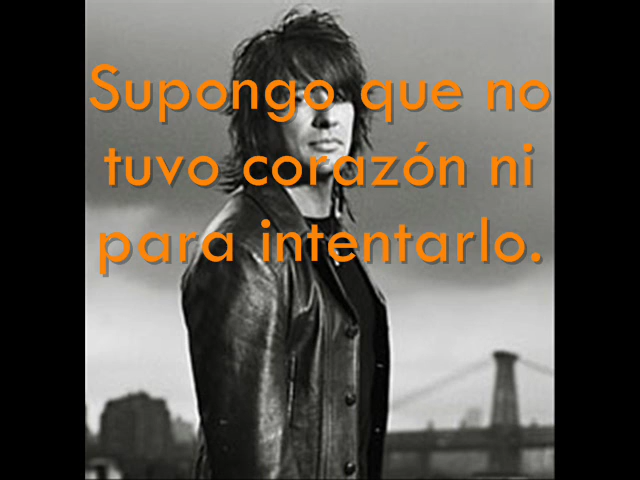 Supongo que no
tuvo corazón ni
para intentarlo.